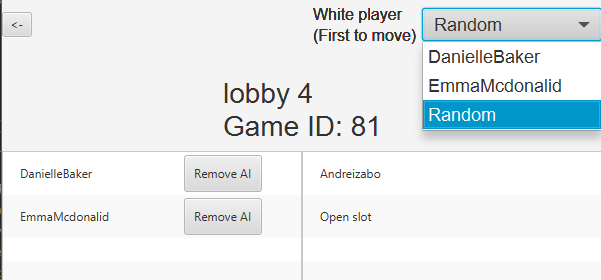 <-
White player
(First to move)
Random
DanielleBaker
EmmaMcdonalid
Random
lobby 4
Game ID: 81
DanielleBaker
Remove AI
Andreizabo
EmmaMcdonalid
Remove AI
Open slot